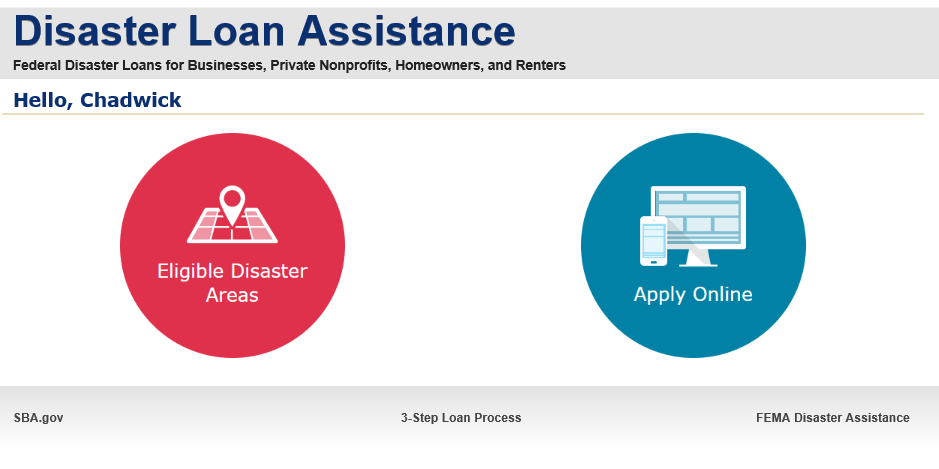 Disaster Loan Assistance
Federal Disaster Loans for Businesses, Private Nonprofits, Homeowners, and Renters
Hello, Chadwick
Eligible Disaster
Areas
Apply Online
SBA.gov
3-Step Loan Process
FEMA Disaster Assistance